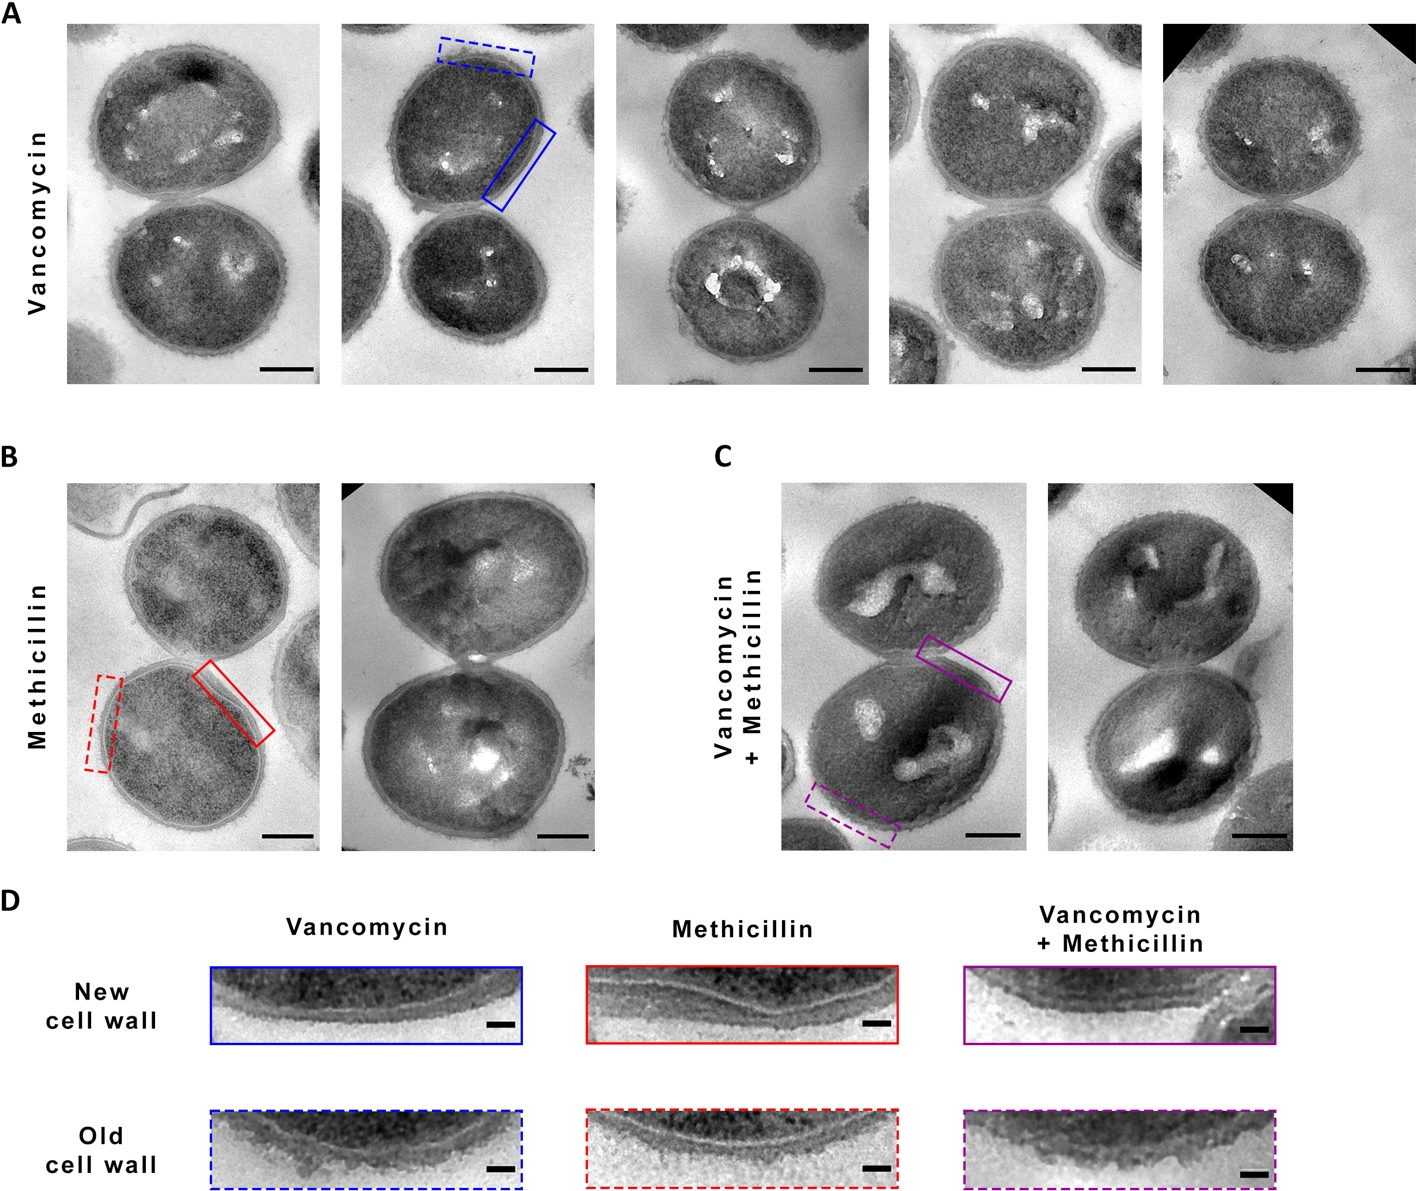 A
Vancomycin
B
Methicillin
C
Vancomycin
+ Methicillin
D
Vancomycin
Methicillin
Vancomycin
+ Methicillin
New
cell wall
Old
cell wall